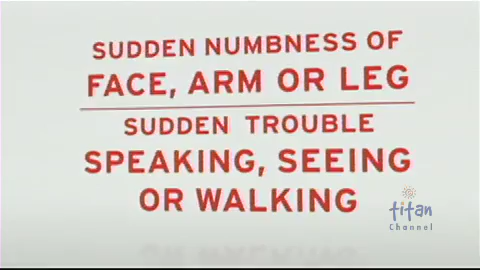 SUDDEN NUMBNESS OF
FACE, ARM OR LEG
SUDDEN TROUBLE
SPEAKING, SEEING
OR WALKING
titan
Channel